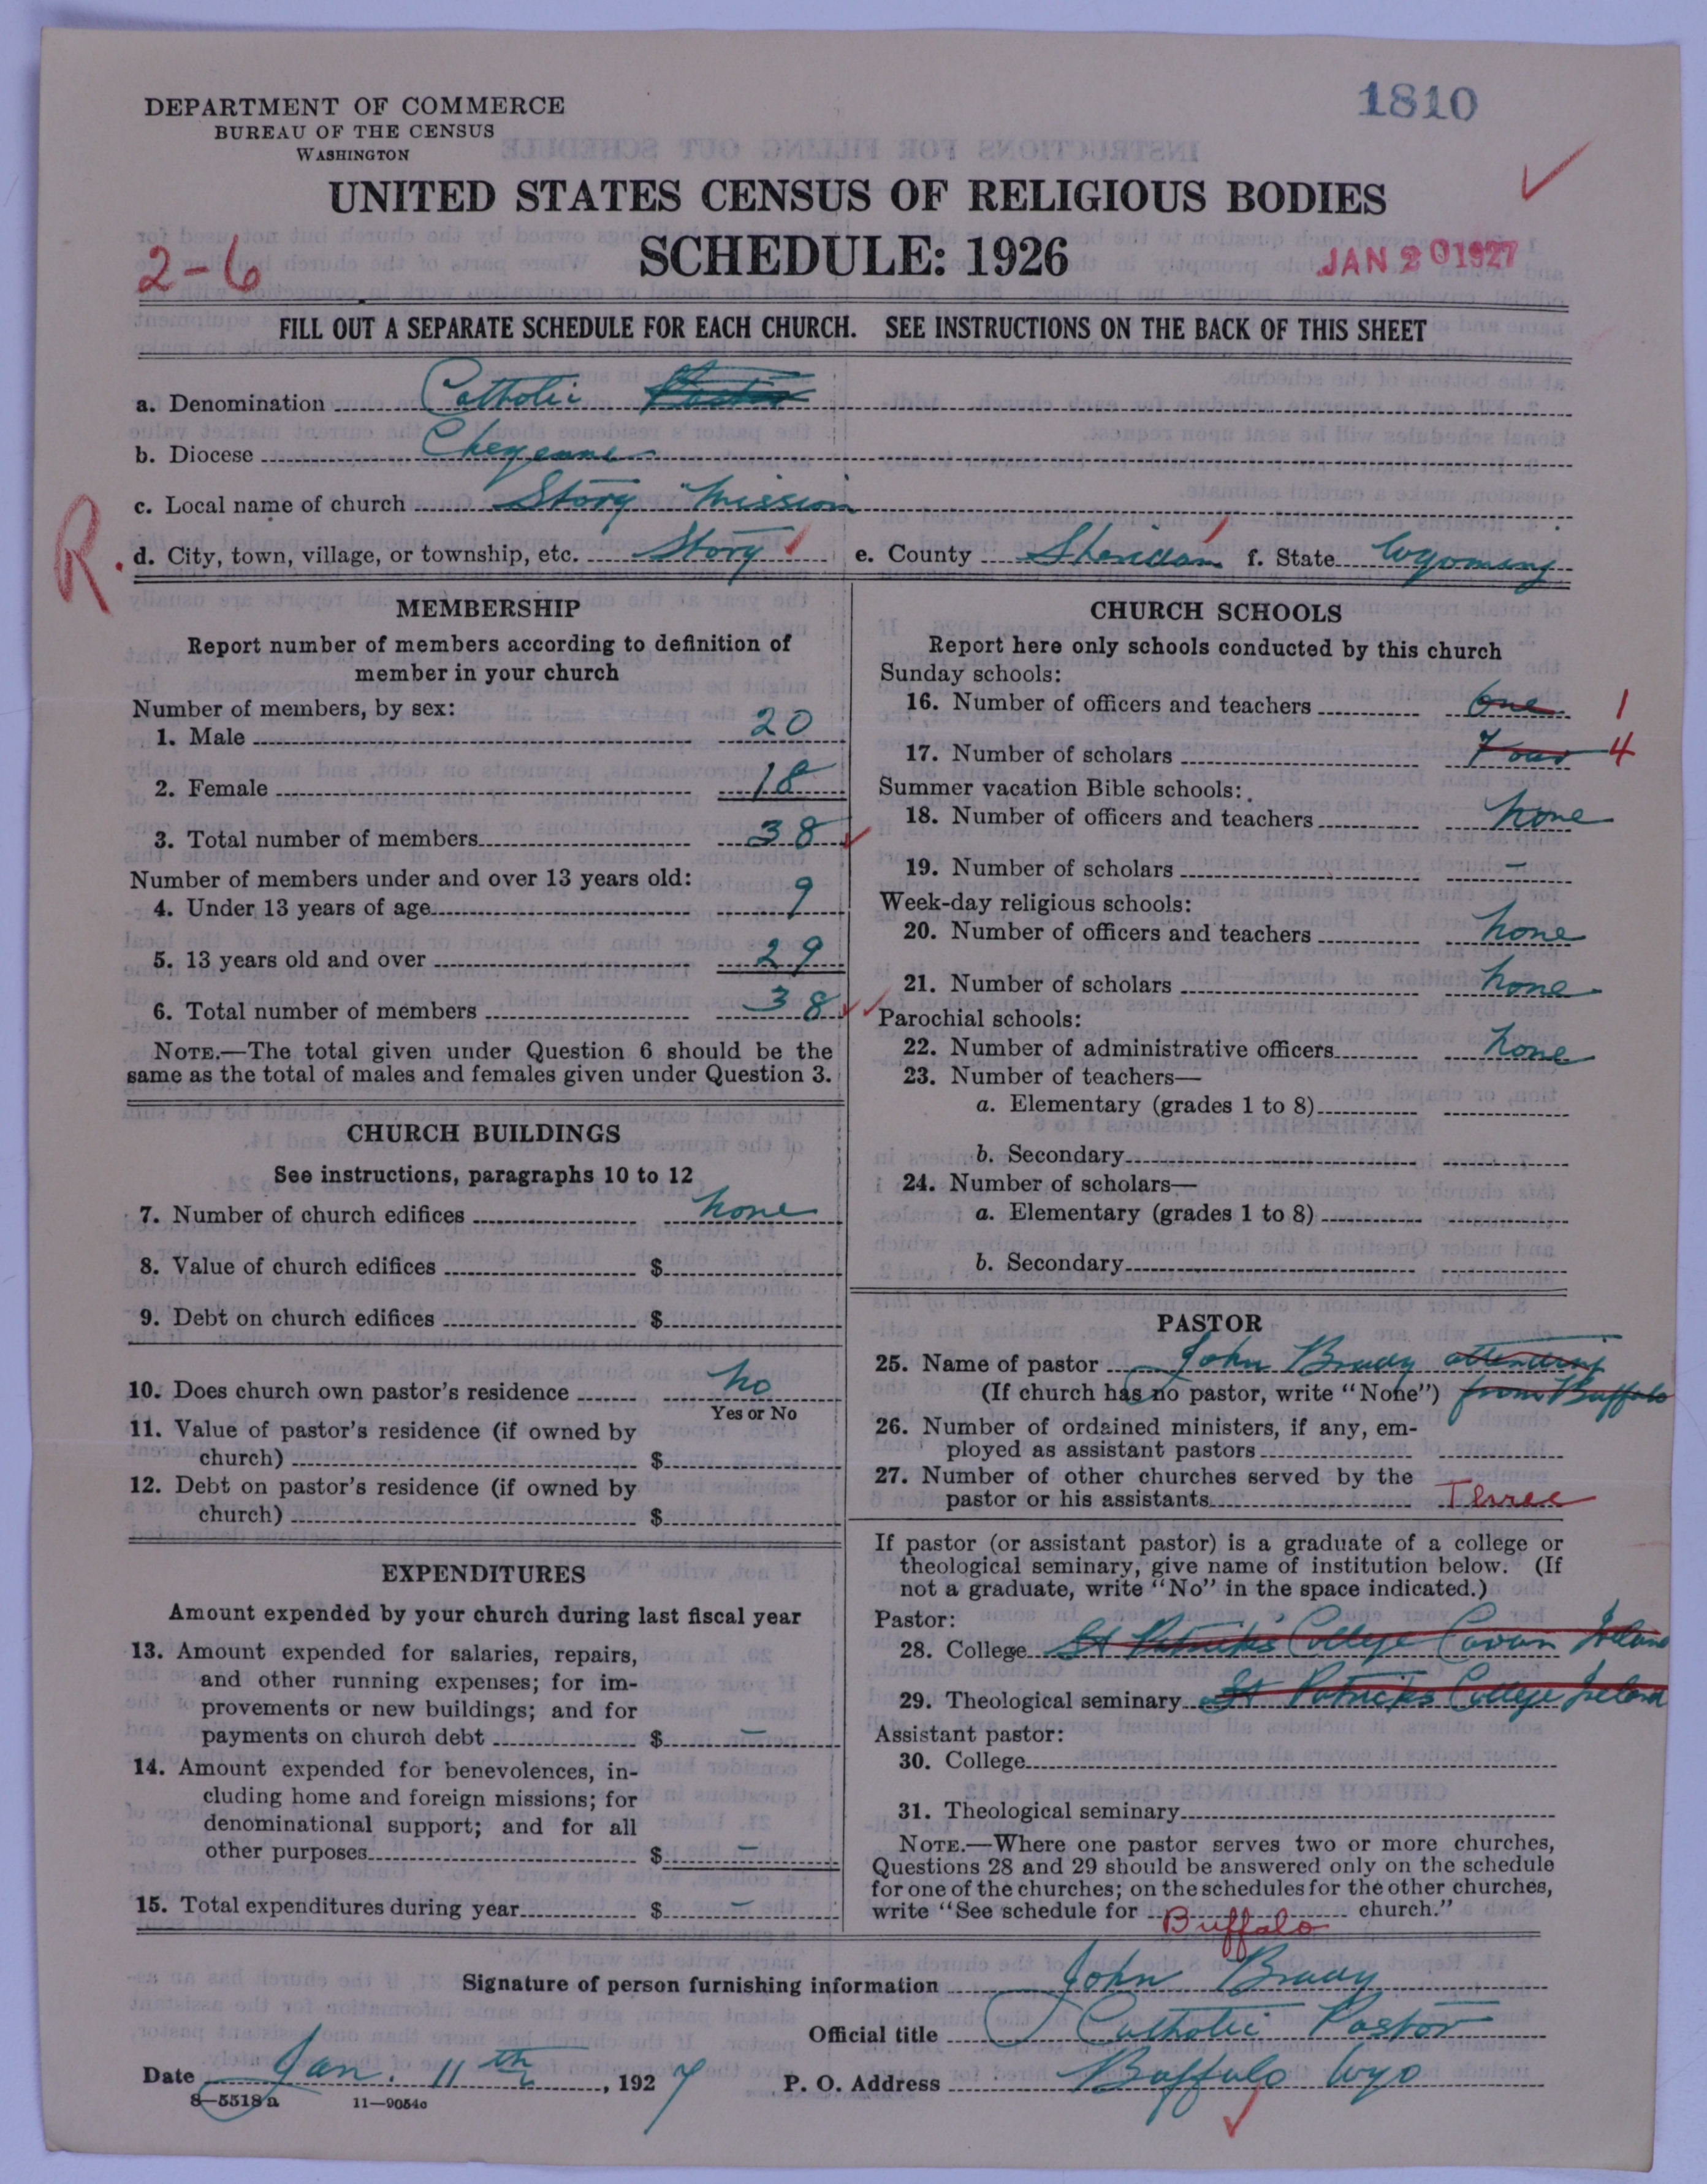 1810
DEPARTMENT OF COMMERCE
BUREAU OF THE CENSUS
WASHINGTON
UNITED STATES CENSUS OF RELIGIOUS BODIES
SCHEDULE: 1926
2-6
JAN 20 1927
FILL OUT A SEPARATE SCHEDULE FOR EACH CHURCH. SEE INSTRUCTIONS ON THE BACK OF THIS SHEET
a. Denomination Catholic
b. Diocese Cheyenne
c. Local name of church Story Mission
R.
d. City, town, village, or township, etc. Story e. County Sheridan f. State Wyoming
MEMBERSHIP
Report number of members according to definition of
member in your church
Number of members, by sex:
1. Male 20
2. Female 18
3. Total number of members 38
Number of members under and over 13 years old:
4. Under 13 years of age 9
5. 13 years old and over 29
6. Total number of members 38
NOTE.—The total given under Question 6 should be the
same as the total of males and females given under Question 3.
CHURCH BUILDINGS
See instructions, paragraphs 10 to 12
7. Number of church edifices None
8. Value of church edifices $
9. Debt on church edifices $
10. Does church own pastor's residence No
Yes or No
11. Value of pastor's residence (if owned by
church) $
12. Debt on pastor's residence (if owned by
church) $
EXPENDITURES
Amount expended by your church during last fiscal year
13. Amount expended for salaries, repairs,
and other running expenses; for im-
provements or new buildings; and for
payments on church debt $ –
14. Amount expended for benevolences, in-
cluding home and foreign missions; for
denominational support; and for all
other purposes $ –
15. Total expenditures during year $ –
CHURCH SCHOOLS
Report here only schools conducted by this church
Sunday schools:
16. Number of officers and teachers One 1
17. Number of scholars Four 4
Summer vacation Bible schools:
18. Number of officers and teachers None
19. Number of scholars –
Week-day religious schools:
20. Number of officers and teachers None
21. Number of scholars None
Parochial schools:
22. Number of administrative officers None
23. Number of teachers—
a. Elementary (grades 1 to 8)
b. Secondary
24. Number of scholars—
a. Elementary (grades 1 to 8)
b. Secondary
PASTOR
25. Name of pastor John Brady attending
(If church has no pastor, write "None") from Buffalo
26. Number of ordained ministers, if any, em-
ployed as assistant pastors
27. Number of other churches served by the
pastor or his assistants Three
If pastor (or assistant pastor) is a graduate of a college or
theological seminary, give name of institution below. (If
not a graduate, write "No" in the space indicated.)
Pastor:
28. College St Patrick's College Cavan Ireland
29. Theological seminary St Patricks College Ireland
Assistant pastor:
30. College
31. Theological seminary
NOTE.—Where one pastor serves two or more churches,
Questions 28 and 29 should be answered only on the schedule
for one of the churches; on the schedules for the other churches,
write "See schedule for Buffalo church."
Signature of person furnishing information John Brady
Official title Catholic Pastor
Date Jan. 11th, 1927 P. O. Address Buffalo Wyo
8—5518a 11—9054c